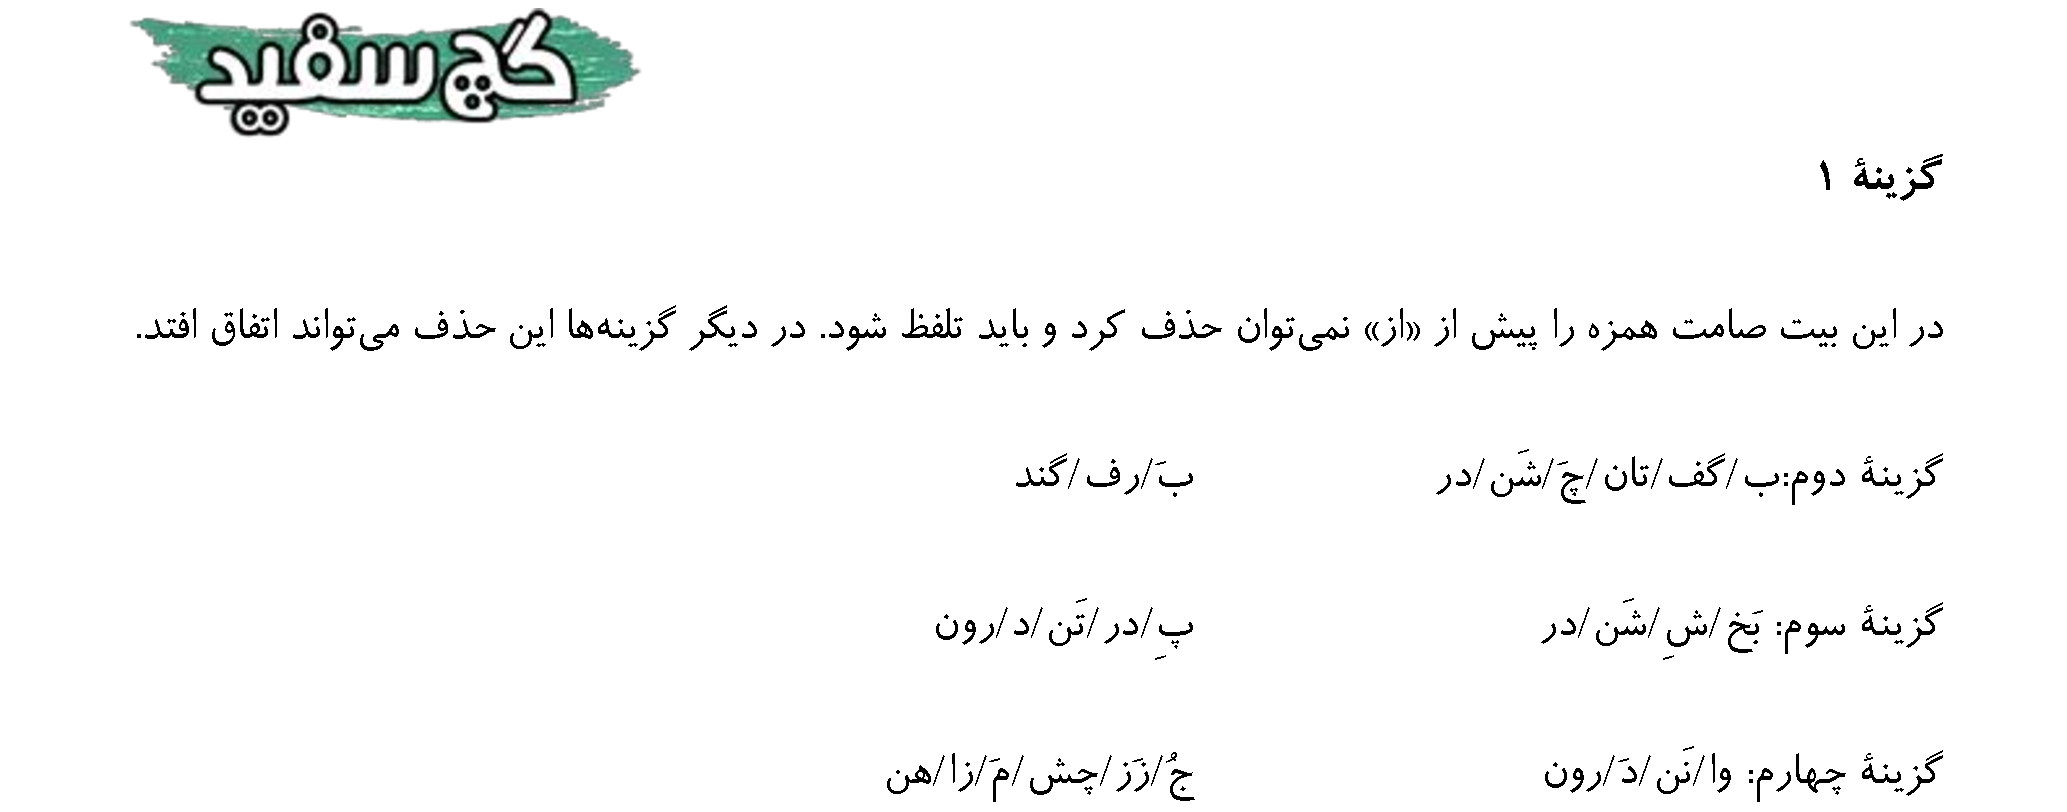 گچ سفید
گزینهٔ ۱
در این بیت صامت همزه را پیش از «از» نمی‌توان حذف کرد و باید تلفظ شود. در دیگر گزینه‌ها این حذف می‌تواند اتفاق افتد.
گزینهٔ دوم:ب/گف/تان/چَ/شَن/در بَ/رف/گند
گزینهٔ سوم: بَخ/شِ/شَن/در پِ/در/تَن/د/رون
گزینهٔ چهارم: وا/نَن/دَ/رون جُ/زَز/چش/مَ/زا/هن